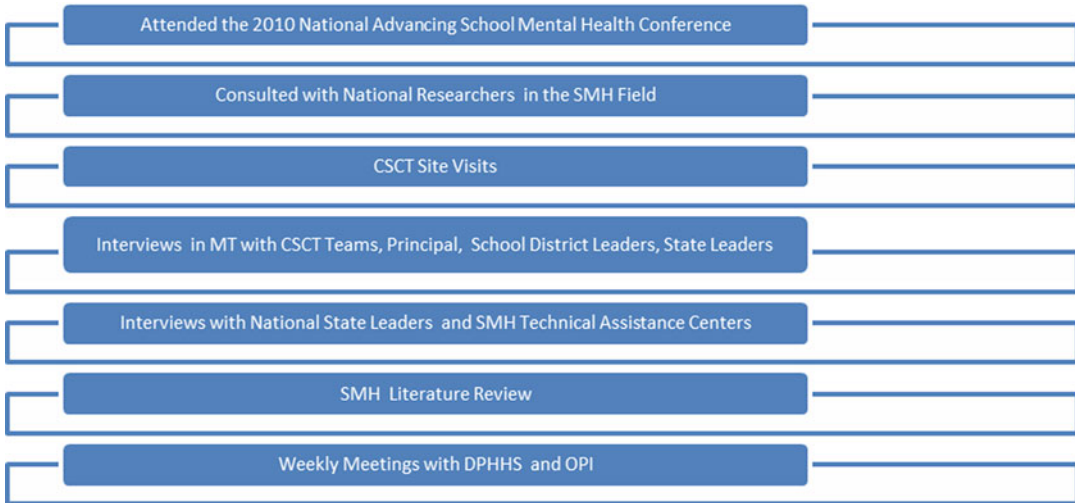 Attended the 2010 National Advancing School Mental Health Conference
Consulted with National Researchers in the SMH Field
CSCT Site Visits
Interviews in MT with CSCT Teams, Principal, School District Leaders, State Leaders
Interviews with National State Leaders and SMH Technical Assistance Centers
SMH Literature Review
Weekly Meetings with DPHHS and OPI